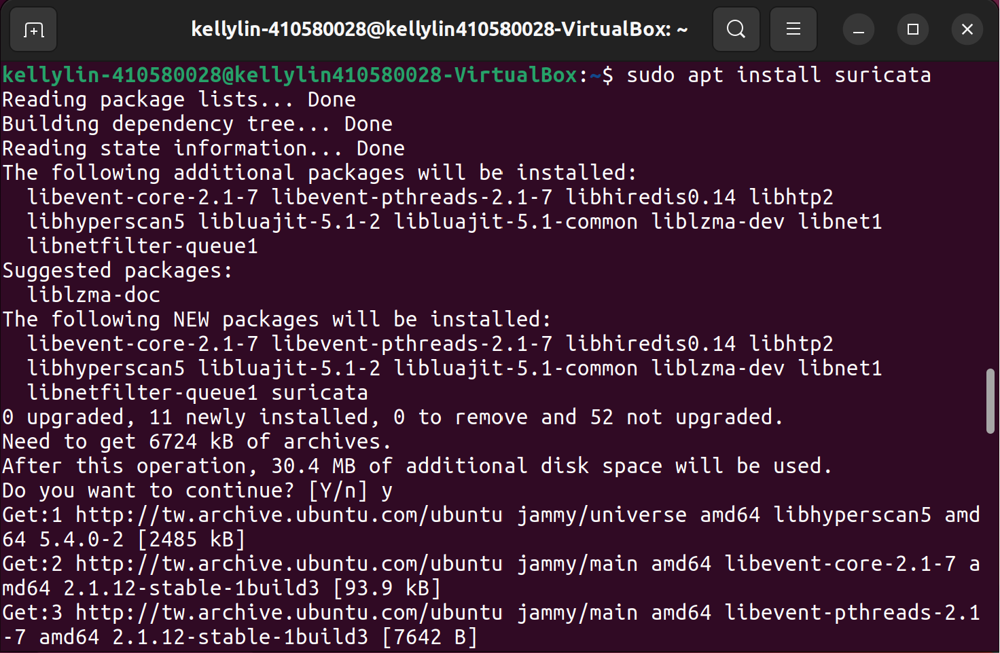 kellylin-410580028@kellylin410580028-VirtualBox: ~
kellylin-410580028@kellylin410580028-VirtualBox:~$ sudo apt install suricata
Reading package lists... Done
Building dependency tree... Done
Reading state information... Done
The following additional packages will be installed:
  libevent-core-2.1-7 libevent-pthreads-2.1-7 libhiredis0.14 libhtp2
  libhyperscan5 libluajit-5.1-2 libluajit-5.1-common liblzma-dev libnet1
  libnetfilter-queue1
Suggested packages:
  liblzma-doc
The following NEW packages will be installed:
  libevent-core-2.1-7 libevent-pthreads-2.1-7 libhiredis0.14 libhtp2
  libhyperscan5 libluajit-5.1-2 libluajit-5.1-common liblzma-dev libnet1
  libnetfilter-queue1 suricata
0 upgraded, 11 newly installed, 0 to remove and 52 not upgraded.
Need to get 6724 kB of archives.
After this operation, 30.4 MB of additional disk space will be used.
Do you want to continue? [Y/n] y
Get:1 http://tw.archive.ubuntu.com/ubuntu jammy/universe amd64 libhyperscan5 amd
64 5.4.0-2 [2485 kB]
Get:2 http://tw.archive.ubuntu.com/ubuntu jammy/main amd64 libevent-core-2.1-7 a
md64 2.1.12-stable-1build3 [93.9 kB]
Get:3 http://tw.archive.ubuntu.com/ubuntu jammy/main amd64 libevent-pthreads-2.1
-7 amd64 2.1.12-stable-1build3 [7642 B]